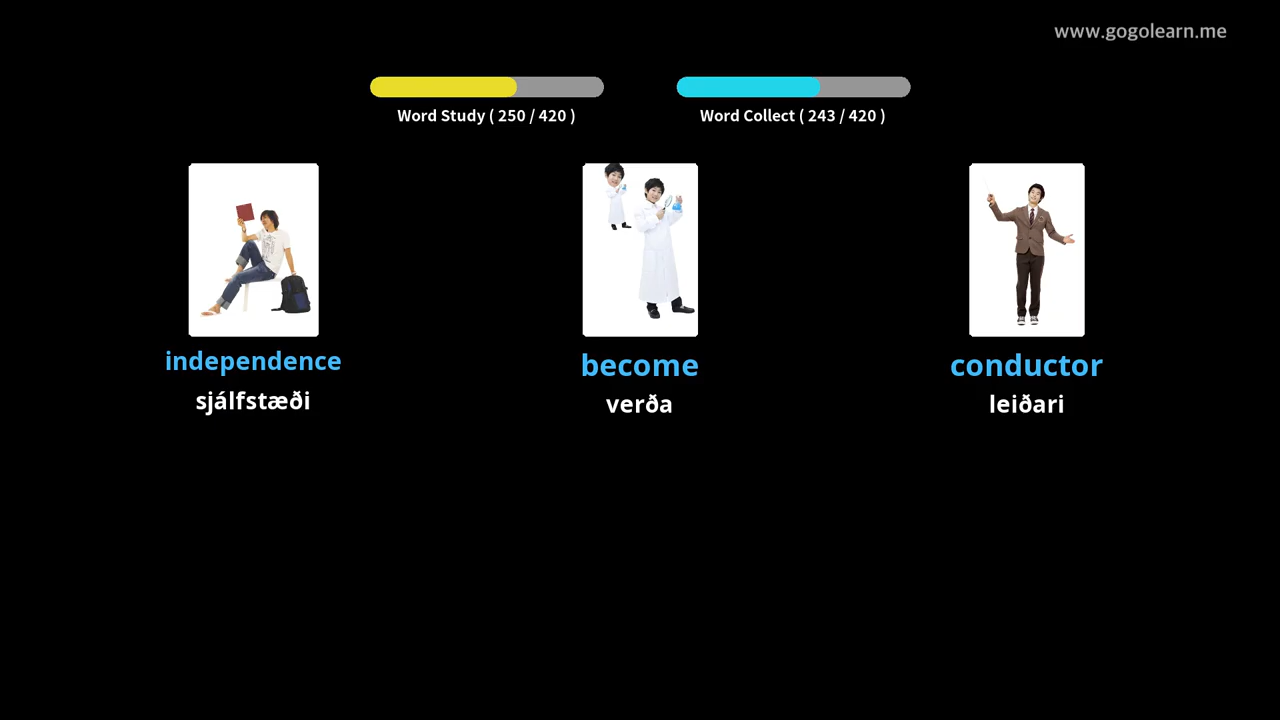 www.gogolearn.me
Word Study ( 250 / 420 )
Word Collect ( 243 / 420 )
independence
sjálfstæði
become
verða
conductor
leiðari